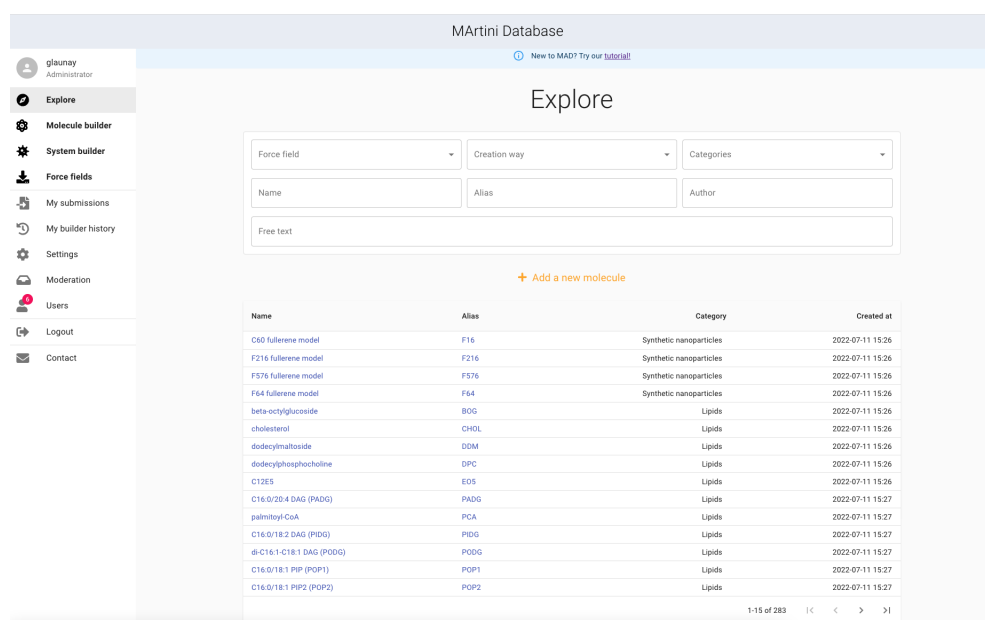 MArtini Database
glaunay
Administrator
New to MAD? Try our tutorial!
Explore
Molecule builder
System builder
Force fields
My submissions
My builder history
Settings
Moderation
6
Users
Logout
Contact
Explore
Force field Creation way Categories
Name Alias Author
Free text
+ Add a new molecule
Name Alias Category Created at
C60 fullerene model F16 Synthetic nanoparticles 2022-07-11 15:26
F216 fullerene model F216 Synthetic nanoparticles 2022-07-11 15:26
F576 fullerene model F576 Synthetic nanoparticles 2022-07-11 15:26
F64 fullerene model F64 Synthetic nanoparticles 2022-07-11 15:26
beta-octylglucoside BOG Lipids 2022-07-11 15:26
cholesterol CHOL Lipids 2022-07-11 15:26
dodecylmaltoside DDM Lipids 2022-07-11 15:26
dodecylphosphocholine DPC Lipids 2022-07-11 15:26
C12E5 EO5 Lipids 2022-07-11 15:26
C16:0/20:4 DAG (PADG) PADG Lipids 2022-07-11 15:27
palmitoyl-CoA PCA Lipids 2022-07-11 15:27
C16:0/18:2 DAG (PIDG) PIDG Lipids 2022-07-11 15:27
di-C16:1-C18:1 DAG (PODG) PODG Lipids 2022-07-11 15:27
C16:0/18:1 PIP (POP1) POP1 Lipids 2022-07-11 15:27
C16:0/18:1 PIP2 (POP2) POP2 Lipids 2022-07-11 15:27
1-15 of 283